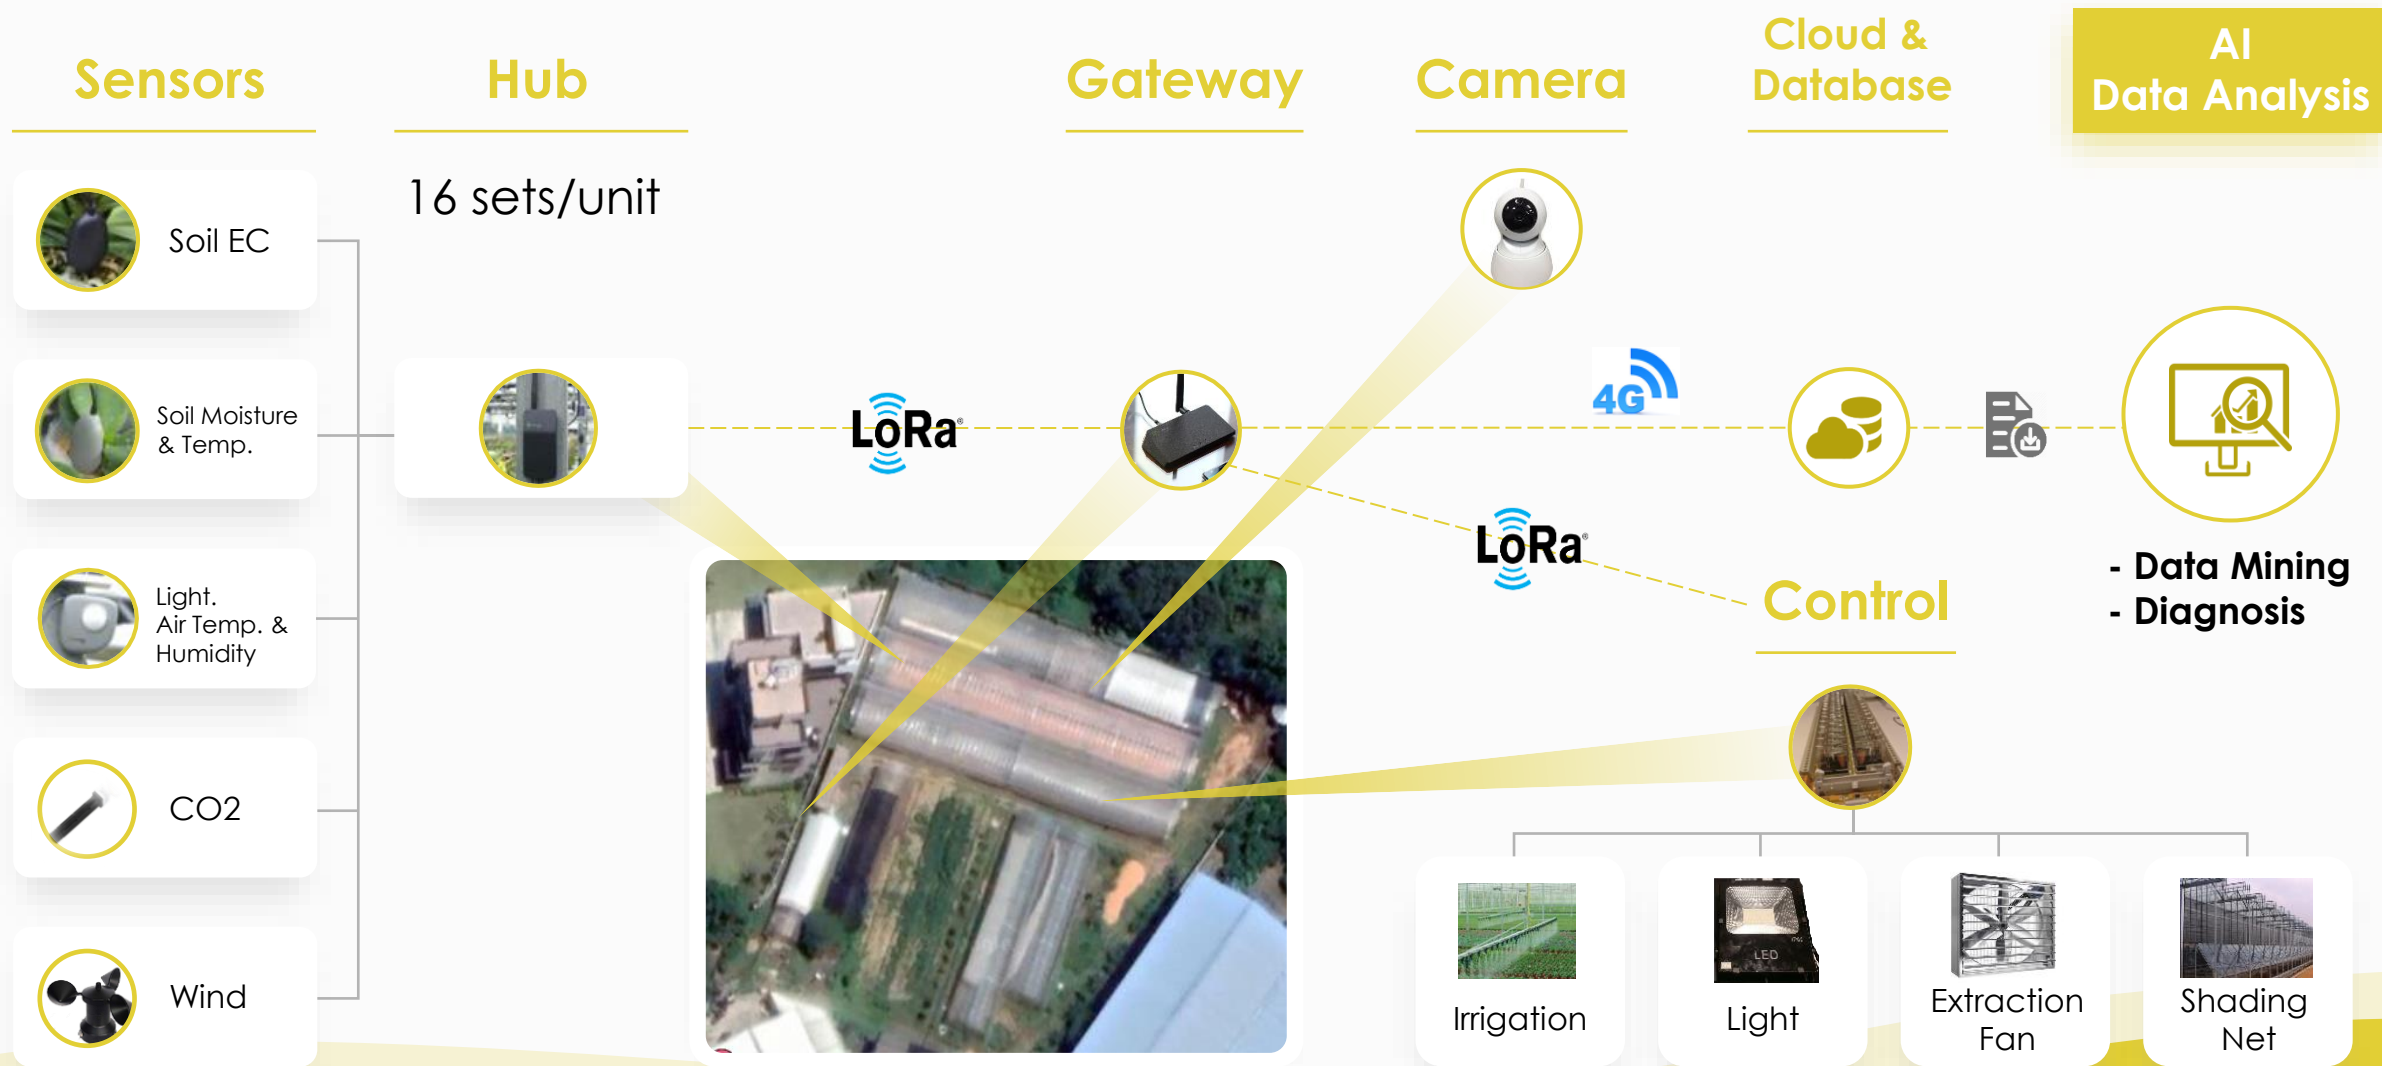 Sensors
Hub
Gateway
Camera
Cloud &
Database
AI
Data Analysis
16 sets/unit
Soil EC
Soil Moisture
& Temp.
Light.
Air Temp. &
Humidity
CO2
Wind
LoRa®
4G
LoRa®
- Data Mining
- Diagnosis
Control
LED
Irrigation
Light
Extraction
Fan
Shading
Net